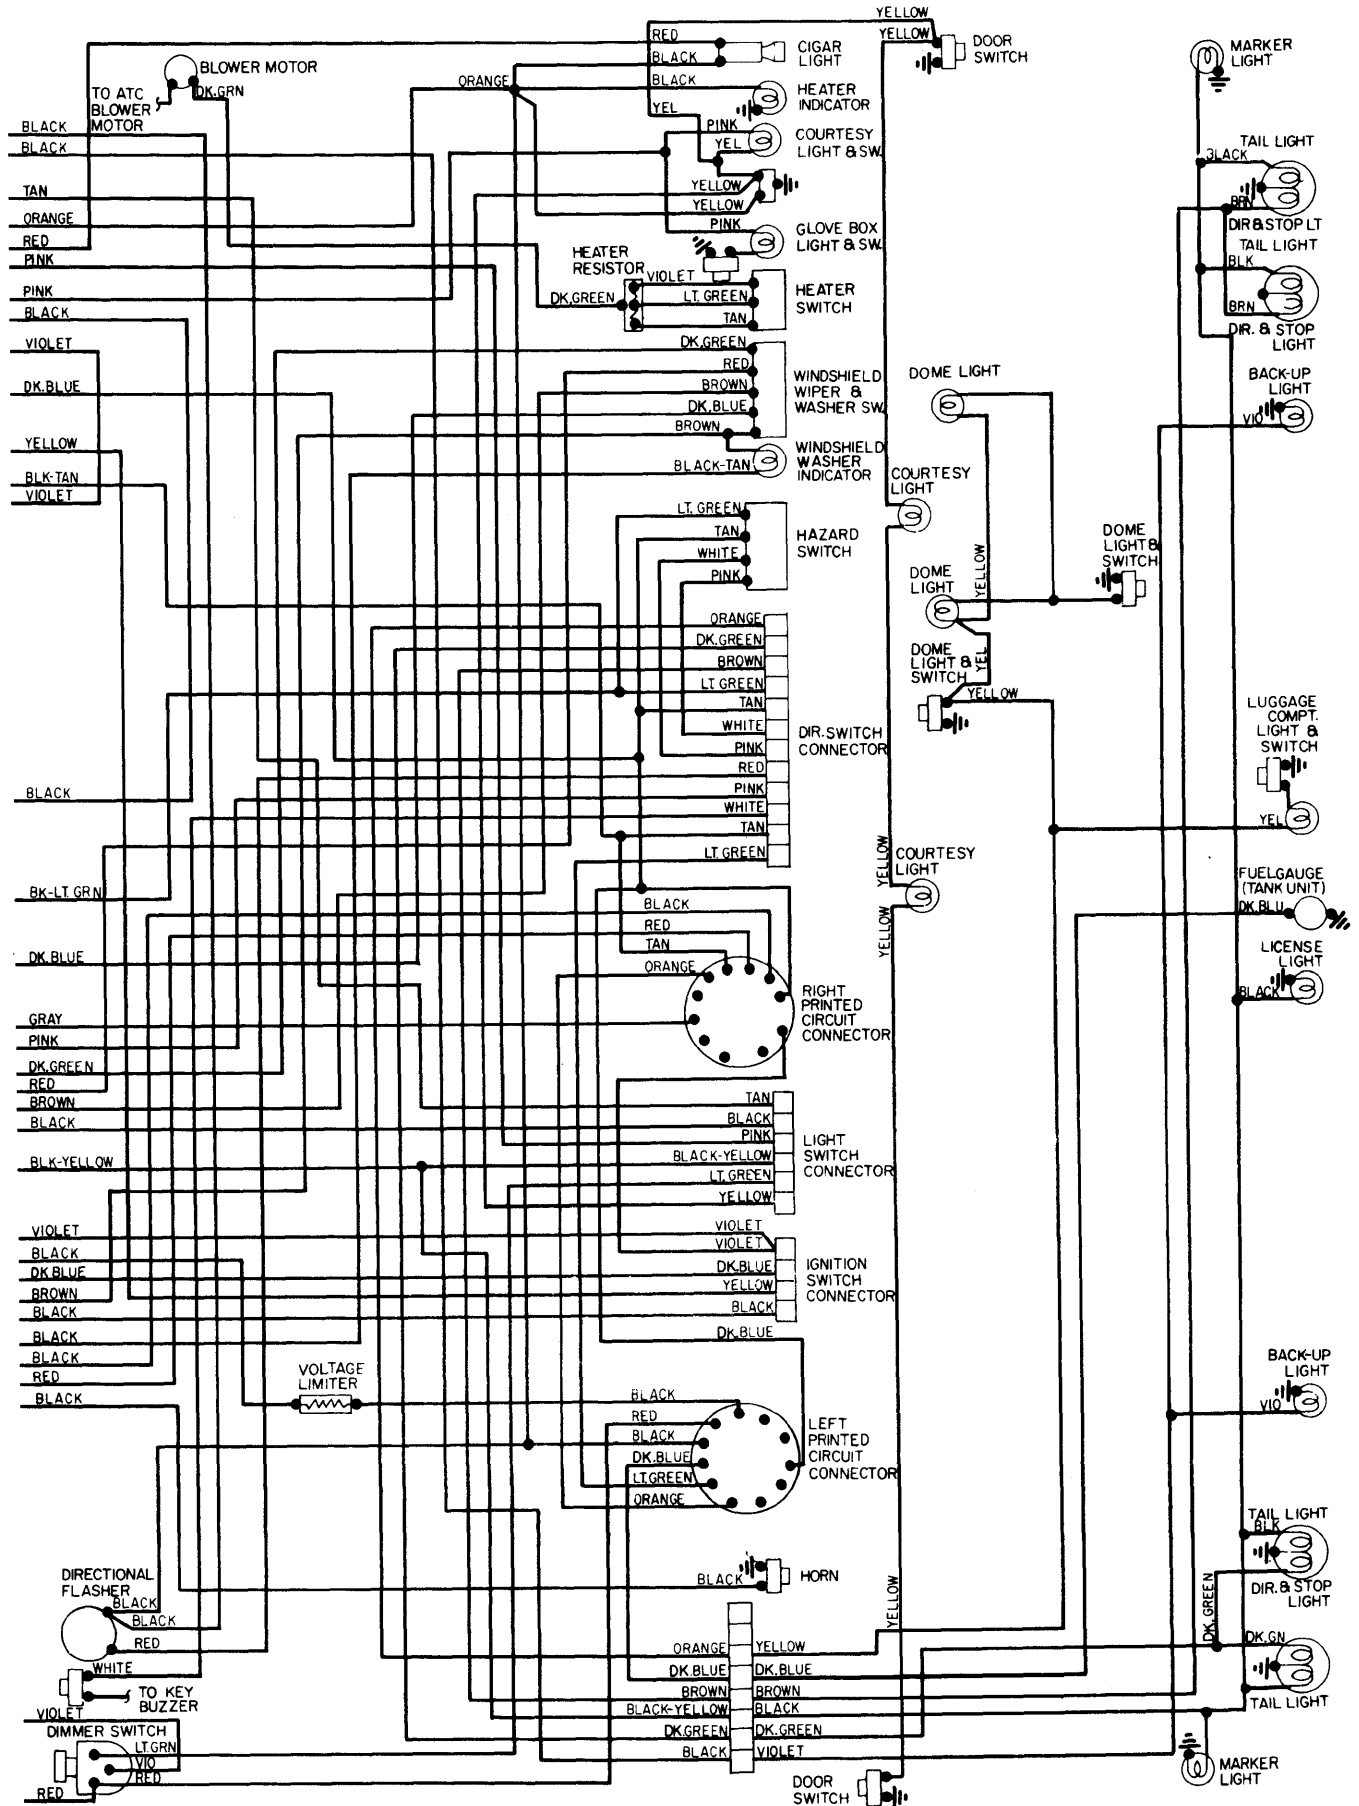 YELLOW
YELLOW
DOOR
SWITCH
RED
BLACK
CIGAR
LIGHT
MARKER
LIGHT
BLOWER MOTOR
DK.GRN
TO ATC
BLOWER
MOTOR
ORANGE
BLACK
YEL
HEATER
INDICATOR
PINK
YEL
COURTESY
LIGHT & SW.
YELLOW
YELLOW
PINK
GLOVE BOX
LIGHT & SW.
BLACK
BLACK
TAN
ORANGE
RED
PINK
PINK
BLACK
VIOLET
DK.BLUE
YELLOW
BLK-TAN
VIOLET
HEATER
RESISTOR
DK.GREEN
VIOLET
LT. GREEN
TAN
HEATER
SWITCH
DK.GREEN
RED
BROWN
DK.BLUE
BROWN
WINDSHIELD
WIPER &
WASHER SW.
BLACK-TAN
WINDSHIELD
WASHER
INDICATOR
LT. GREEN
TAN
WHITE
PINK
HAZARD
SWITCH
ORANGE
DK.GREEN
BROWN
LT GREEN
TAN
WHITE
PINK
RED
PINK
WHITE
TAN
LT GREEN
DIR. SWITCH
CONNECTOR
TAIL LIGHT
3LACK
BRN
DIR & STOP LT
TAIL LIGHT
BLK
BRN
DIR. & STOP
LIGHT
BACK-UP
LIGHT
VIO
DOME LIGHT
COURTESY
LIGHT
YELLOW
DOME
LIGHT
DOME
LIGHT &
SWITCH
DOME
LIGHT &
SWITCH
YEL
YELLOW
LUGGAGE
COMPT.
LIGHT &
SWITCH
YEL
BLACK
BK-LT GRN
DK.BLUE
GRAY
PINK
DK.GREEN
RED
BROWN
BLACK
BLK-YELLOW
VIOLET
BLACK
DK BLUE
BROWN
BLACK
BLACK
BLACK
RED
BLACK
YELLOW
COURTESY
LIGHT
YELLOW
FUELGAUGE
(TANK UNIT)
DK.BLU
LICENSE
LIGHT
BLACK
BLACK
RED
TAN
ORANGE
RIGHT
PRINTED
CIRCUIT
CONNECTOR
TAN
BLACK
PINK
BLACK-YELLOW
LT.GREEN
YELLOW
LIGHT
SWITCH
CONNECTOR
VIOLET
VIOLET
DK.BLUE
YELLOW
BLACK
IGNITION
SWITCH
CONNECTOR
DK.BLUE
VOLTAGE
LIMITER
BLACK
RED
BLACK
DK.BLUE
LT.GREEN
ORANGE
LEFT
PRINTED
CIRCUIT
CONNECTOR
BACK-UP
LIGHT
VIO
TAIL LIGHT
BLK
DIR. & STOP
LIGHT
DK. GREEN
DK.GN
TAIL LIGHT
DIRECTIONAL
FLASHER
BLACK
BLACK
RED
WHITE
TO KEY
BUZZER
VIOLET
DIMMER SWITCH
LT.GRN
VIO
RED
RED
BLACK
HORN
YELLOW
ORANGE
YELLOW
DK.BLUE
DK.BLUE
BROWN
BROWN
BLACK-YELLOW
BLACK
DK.GREEN
DK.GREEN
BLACK
VIOLET
DOOR
SWITCH
MARKER
LIGHT